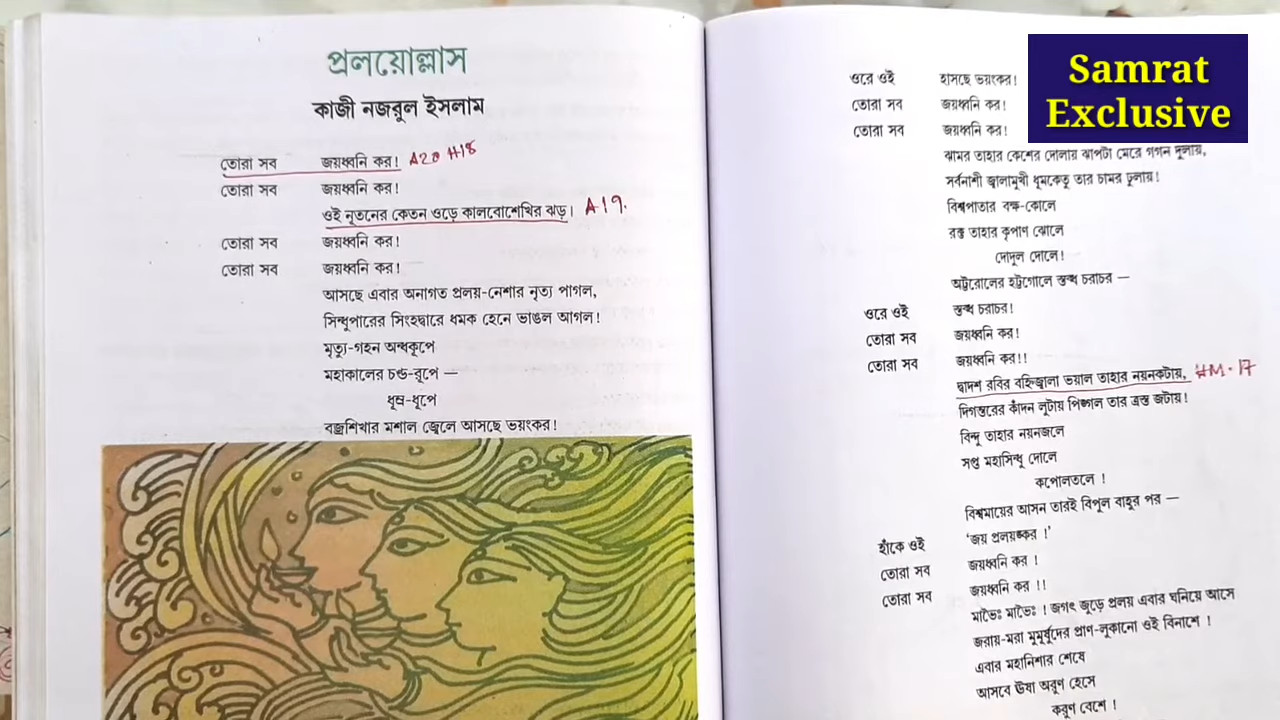 প্রলয়োল্লাস
কাজী নজরুল ইসলাম
তোরা সব জয়ধ্বনি কর! A20 H18
তোরা সব জয়ধ্বনি কর!
ওই নূতনের কেতন ওড়ে কালবোশেখির ঝড়। A19.
তোরা সব জয়ধ্বনি কর!
তোরা সব জয়ধ্বনি কর!
আসছে এবার অনাগত প্রলয়-নেশার নৃত্য পাগল,
সিন্ধুপারের সিংহদ্বারে ধমক হেনে ভাঙল আগল!
মৃত্যু-গহন অন্ধকূপে
মহাকালের চণ্ড-রূপে —
ধূম্র-ধূপে
বজ্রশিখার মশাল জ্বেলে আসছে ভয়ংকর!
Samrat
Exclusive
ওরে ওই হাসছে ভয়ংকর!
তোরা সব জয়ধ্বনি কর!
তোরা সব জয়ধ্বনি কর!
ঝামর তাহার কেশের দোলায় ঝাপটা মেরে গগন দুলায়,
সর্বনাশী জ্বালামুখী ধূমকেতু তার চামর ঢুলায়!
বিশ্বপাতার বক্ষ-কোলে
রক্ত তাহার কৃপাণ ঝোলে
দোদুল দোলে!
অট্টরোলের হট্টগোলে স্তব্ধ চরাচর —
ওরে ওই স্তব্ধ চরাচর!
তোরা সব জয়ধ্বনি কর!
তোরা সব জয়ধ্বনি কর!!
দ্বাদশ রবির বহ্নিজ্বালা ভয়াল তাহার নয়নকটায়, HM-17
দিগন্তরের কাঁদন লুটায় পিঙ্গল তার ত্রস্ত জটায়!
বিন্দু তাহার নয়নজলে
সপ্ত মহাসিন্ধু দোলে
কপোলতলে !
বিশ্বমায়ের আসন তারই বিপুল বাহুর পর —
হাঁকে ওই ‘জয় প্রলয়ঙ্কর !’
তোরা সব জয়ধ্বনি কর !
তোরা সব জয়ধ্বনি কর !!
মাভৈঃ মাভৈঃ ! জগৎ জুড়ে প্রলয় এবার ঘনিয়ে আসে
জরায়-মরা মুমূর্ষুদের প্রাণ-লুকানো ওই বিনাশে !
এবার মহানিশার শেষে
আসবে ঊষা অরুণ হেসে
করুণ বেশে !